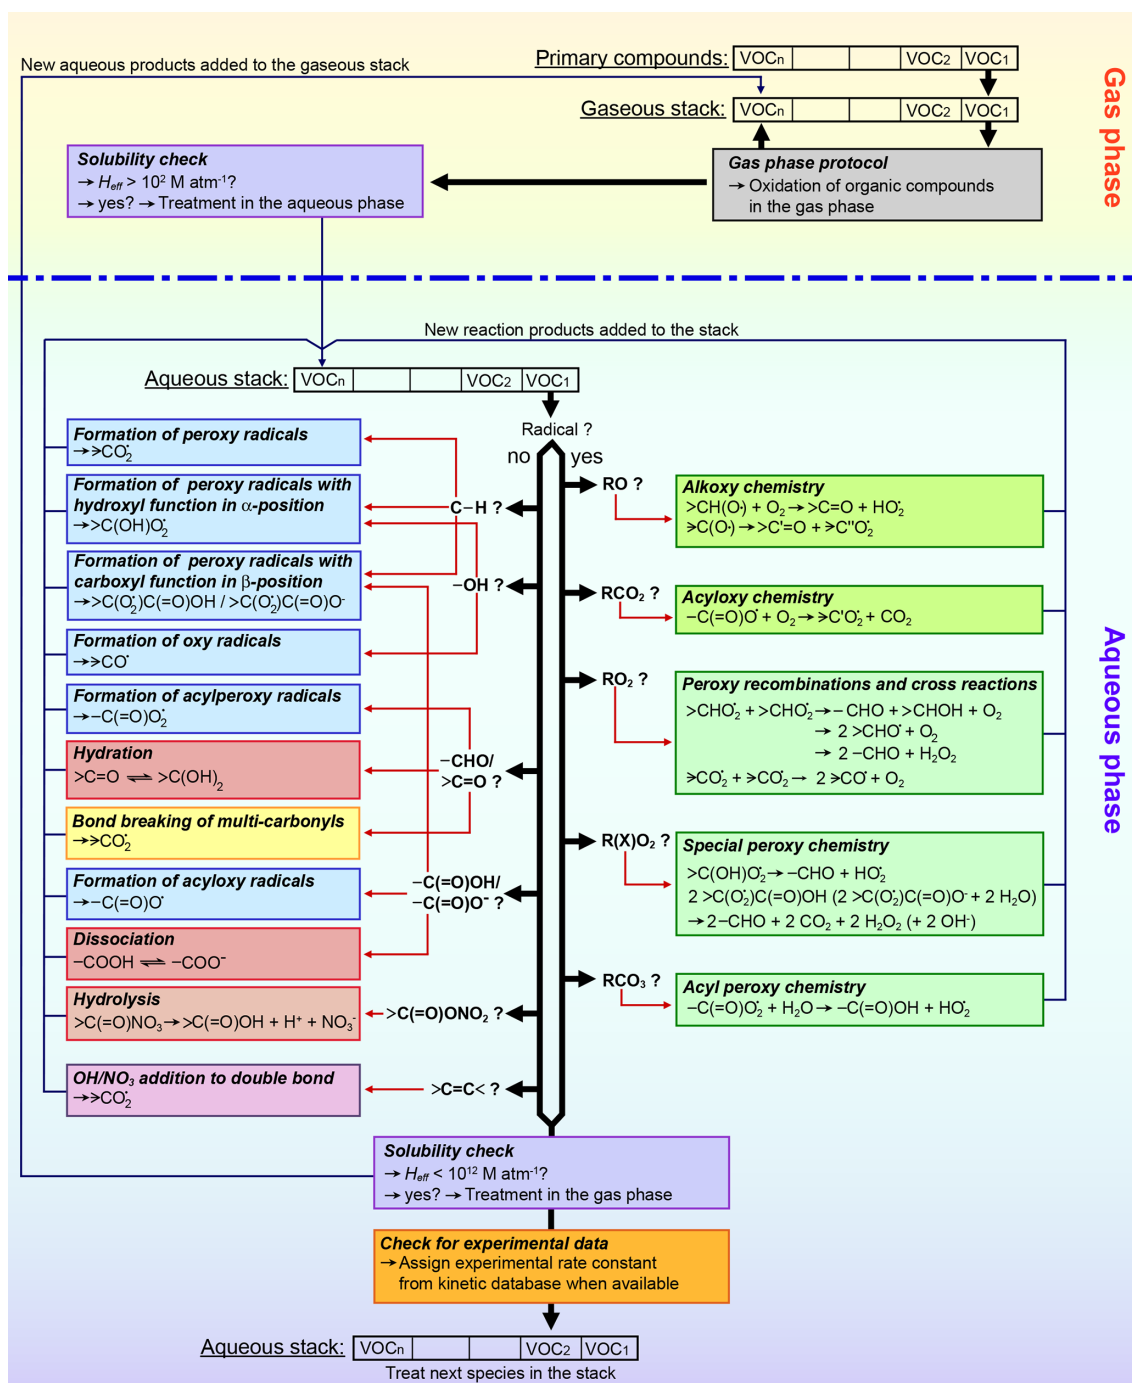 Primary compounds: VOCn VOC2 VOC1
New aqueous products added to the gaseous stack
Gaseous stack: VOCn VOC2 VOC1
Gas phase
Solubility check
→ Heff > 10² M atm⁻¹?
→ yes? → Treatment in the aqueous phase
Gas phase protocol
→ Oxidation of organic compounds
in the gas phase
New reaction products added to the stack
Aqueous stack: VOCn VOC2 VOC1
Radical ?
no yes
Aqueous phase
Formation of peroxy radicals
→⩾CO₂•
Formation of peroxy radicals with
hydroxyl function in α-position
→>C(OH)O₂•
Formation of peroxy radicals with
carboxyl function in β-position
→>C(O₂•)C(=O)OH / >C(O₂•)C(=O)O⁻
Formation of oxy radicals
→⩾CO•
Formation of acylperoxy radicals
→−C(=O)O₂•
Hydration
>C=O ⇌ >C(OH)₂
Bond breaking of multi-carbonyls
→⩾CO₂•
Formation of acyloxy radicals
→−C(=O)O•
Dissociation
−COOH ⇌ −COO⁻
Hydrolysis
>C(=O)NO₃→>C(=O)OH + H⁺ + NO₃⁻
OH/NO₃ addition to double bond
→⩾CO₂•
C−H ?
−OH ?
−CHO/
>C=O ?
−C(=O)OH/
−C(=O)O⁻ ?
>C(=O)ONO₂ ?
>C=C< ?
RO ?
Alkoxy chemistry
>CH(O•) + O₂→>C=O + HO₂•
⩾C(O•)→>C'=O + ⩾C''O₂•
RCO₂ ?
Acyloxy chemistry
−C(=O)O• + O₂→⩾C'O₂• + CO₂
RO₂ ?
Peroxy recombinations and cross reactions
>CHO₂• + >CHO₂•→−CHO + >CHOH + O₂
→ 2 >CHO• + O₂
→ 2 −CHO + H₂O₂
⩾CO₂• + ⩾CO₂•→ 2 ⩾CO• + O₂
R(X)O₂ ?
Special peroxy chemistry
>C(OH)O₂•→−CHO + HO₂•
2 >C(O₂•)C(=O)OH (2 >C(O₂•)C(=O)O⁻ + 2 H₂O)
→2−CHO + 2 CO₂ + 2 H₂O₂ (+ 2 OH⁻)
RCO₃ ?
Acyl peroxy chemistry
−C(=O)O₂• + H₂O→−C(=O)OH + HO₂•
Solubility check
→ Heff < 10¹² M atm⁻¹?
→ yes? → Treatment in the gas phase
Check for experimental data
→ Assign experimental rate constant
from kinetic database when available
Aqueous stack: VOCn VOC2 VOC1
Treat next species in the stack